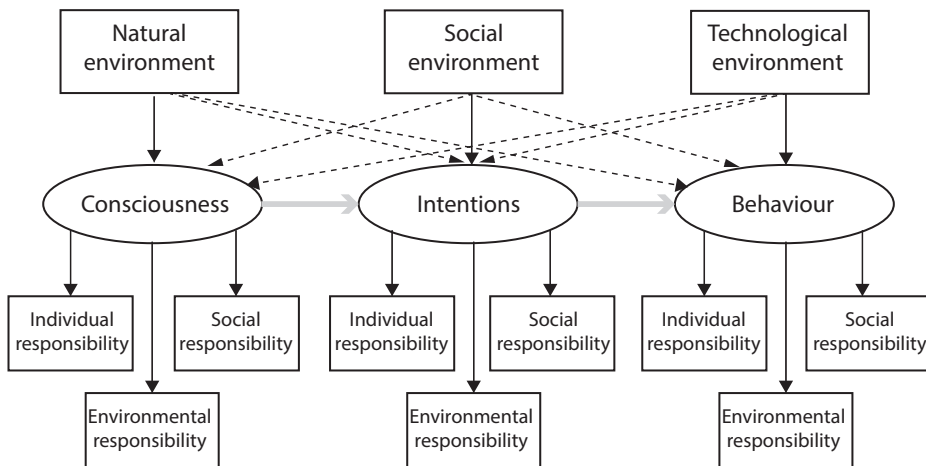 Natural
environment
Social
environment
Technological
environment
Consciousness
Intentions
Behaviour
Individual
responsibility
Social
responsibility
Individual
responsibility
Social
responsibility
Individual
responsibility
Social
responsibility
Environmental
responsibility
Environmental
responsibility
Environmental
responsibility